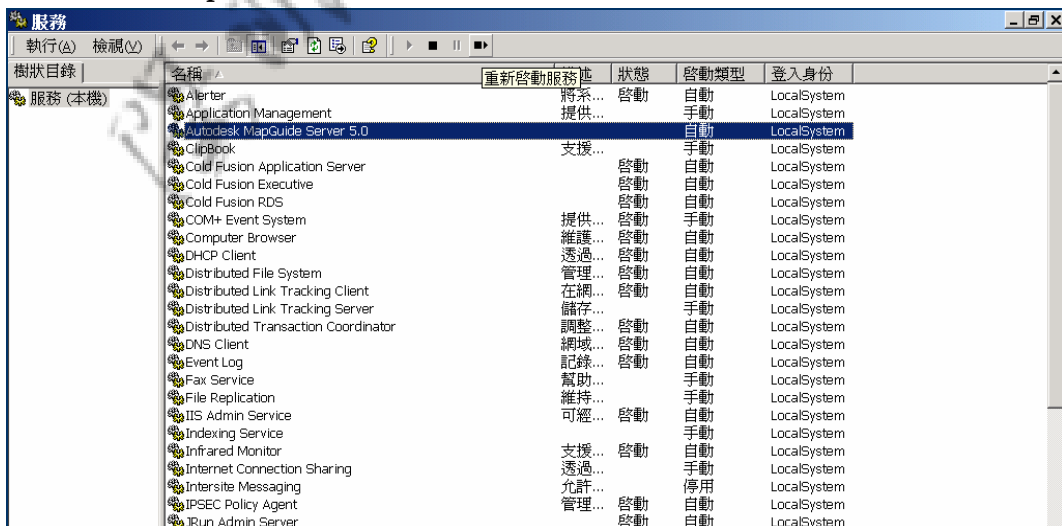 服務
執行(A) 檢視(V)
樹狀目錄
名稱 述 狀態 啟動類型 登入身份
重新啟動服務
服務 (本機)
Alerter 將系... 啟動 自動 LocalSystem
Application Management 提供... 手動 LocalSystem
Autodesk MapGuide Server 5.0 自動 LocalSystem
ClipBook 支援... 手動 LocalSystem
Cold Fusion Application Server 啟動 自動 LocalSystem
Cold Fusion Executive 啟動 自動 LocalSystem
Cold Fusion RDS 啟動 自動 LocalSystem
COM+ Event System 提供... 啟動 手動 LocalSystem
Computer Browser 維護... 啟動 自動 LocalSystem
DHCP Client 透過... 啟動 自動 LocalSystem
Distributed File System 管理... 啟動 自動 LocalSystem
Distributed Link Tracking Client 在網... 啟動 自動 LocalSystem
Distributed Link Tracking Server 儲存... 手動 LocalSystem
Distributed Transaction Coordinator 調整... 啟動 自動 LocalSystem
DNS Client 網域... 啟動 自動 LocalSystem
Event Log 記錄... 啟動 自動 LocalSystem
Fax Service 幫助... 手動 LocalSystem
File Replication 維持... 手動 LocalSystem
IIS Admin Service 可經... 啟動 自動 LocalSystem
Indexing Service 手動 LocalSystem
Infrared Monitor 支援... 啟動 自動 LocalSystem
Internet Connection Sharing 透過... 手動 LocalSystem
Intersite Messaging 允許... 停用 LocalSystem
IPSEC Policy Agent 管理... 啟動 自動 LocalSystem
JRun Admin Server 啟動 自動 LocalSystem